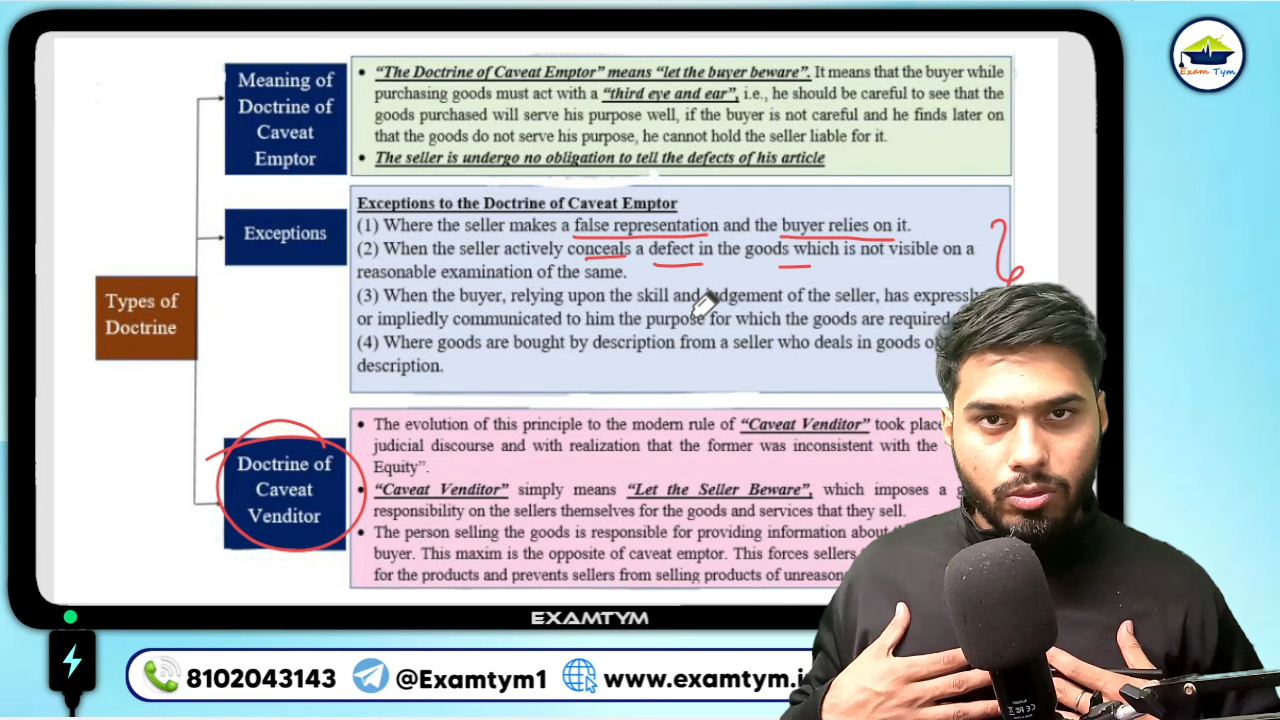 Exam Tym
Meaning of
Doctrine of
Caveat
Emptor
• “The Doctrine of Caveat Emptor” means “let the buyer beware”. It means that the buyer while
purchasing goods must act with a “third eye and ear”, i.e., he should be careful to see that the
goods purchased will serve his purpose well, if the buyer is not careful and he finds later on
that the goods do not serve his purpose, he cannot hold the seller liable for it.
• The seller is undergo no obligation to tell the defects of his article
Exceptions
Exceptions to the Doctrine of Caveat Emptor
(1) Where the seller makes a false representation and the buyer relies on it.
(2) When the seller actively conceals a defect in the goods which is not visible on a
reasonable examination of the same.
(3) When the buyer, relying upon the skill and judgement of the seller, has expressly
or impliedly communicated to him the purpose for which the goods are required
(4) Where goods are bought by description from a seller who deals in goods
description.
Types of
Doctrine
Doctrine of
Caveat
Venditor
• The evolution of this principle to the modern rule of “Caveat Venditor” took place
judicial discourse and with realization that the former was inconsistent with the
Equity”.
• “Caveat Venditor” simply means “Let the Seller Beware”, which imposes a
responsibility on the sellers themselves for the goods and services that they sell.
• The person selling the goods is responsible for providing information about
buyer. This maxim is the opposite of caveat emptor. This forces sellers
for the products and prevents sellers from selling products of
EXAMTYM
8102043143 @Examtym1 www.examtym.i